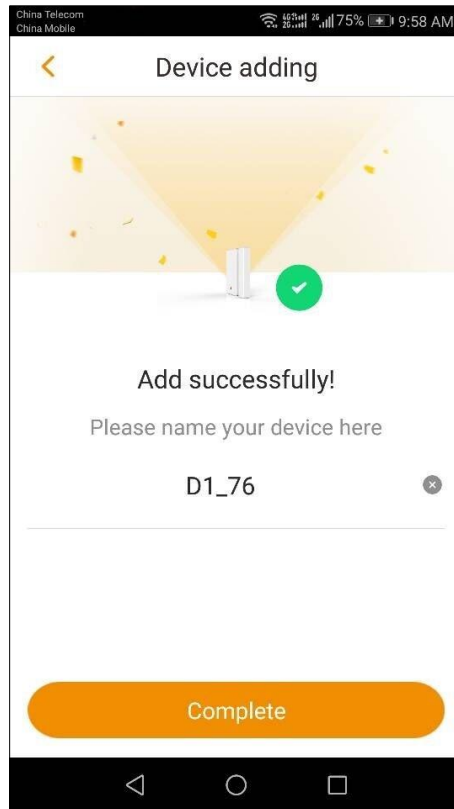 China Telecom
China Mobile
75% 9:58 AM
Device adding
Add successfully!
Please name your device here
D1_76
Complete